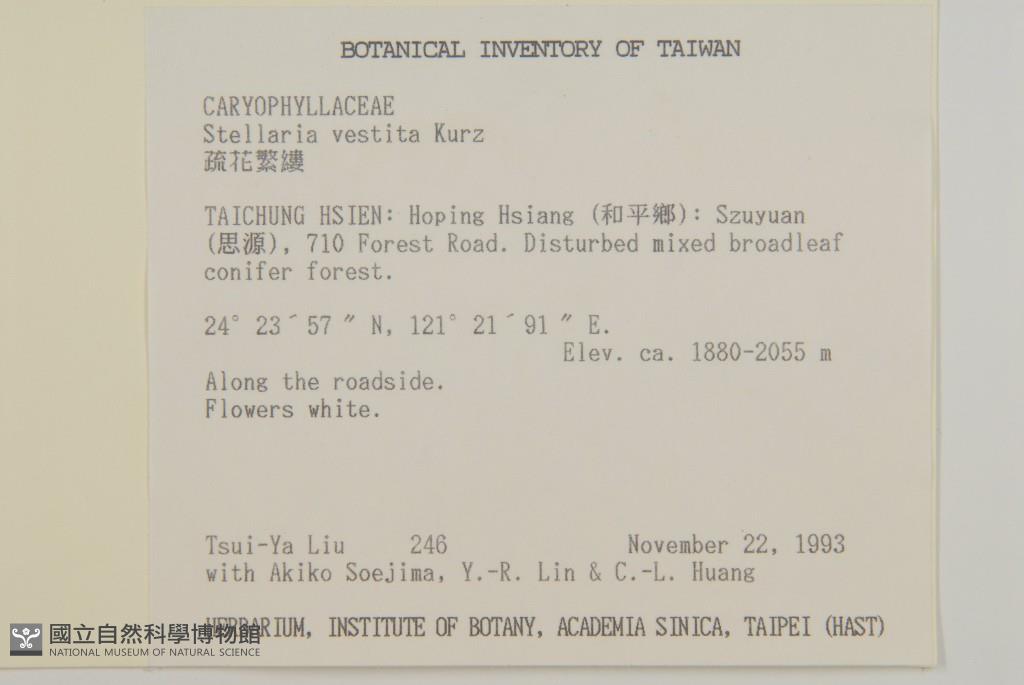 BOTANICAL INVENTORY OF TAIWAN
CARYOPHYLLACEAE
Stellaria vestita Kurz
疏花繁縷
TAICHUNG HSIEN: Hoping Hsiang (和平鄉): Szuyuan
(思源), 710 Forest Road. Disturbed mixed broadleaf
conifer forest.
24° 23´57 ″ N, 121° 21´91 ″ E.
Elev. ca. 1880-2055 m
Along the roadside.
Flowers white.
Tsui-Ya Liu 246 November 22, 1993
with Akiko Soejima, Y.-R. Lin & C.-L. Huang
HERBARIUM, INSTITUTE OF BOTANY, ACADEMIA SINICA, TAIPEI (HAST)
國立自然科學博物館
NATIONAL MUSEUM OF NATURAL SCIENCE